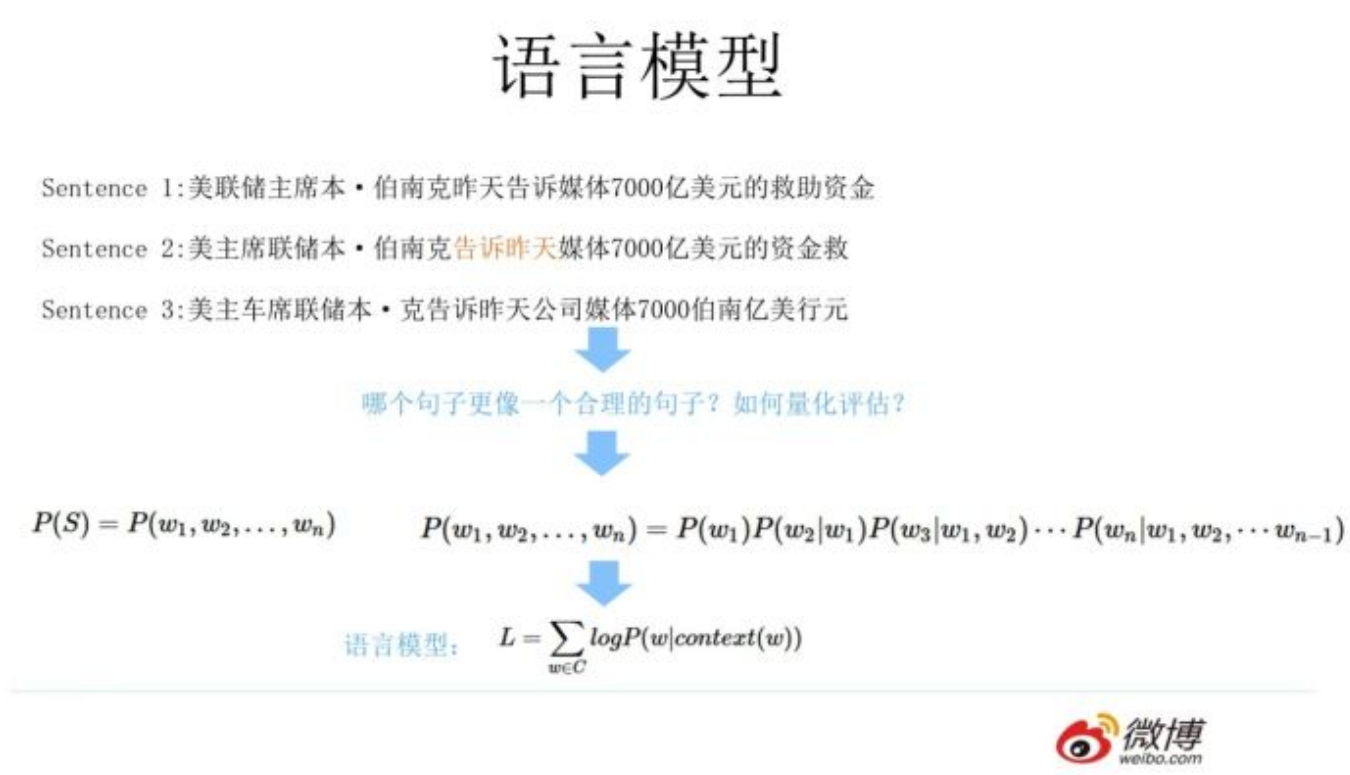 语言模型
Sentence 1:美联储主席本·伯南克昨天告诉媒体7000亿美元的救助资金
Sentence 2:美主席联储本·伯南克告诉昨天媒体7000亿美元的资金救
Sentence 3:美主车席联储本·克告诉昨天公司媒体7000伯南亿美行元
哪个句子更像一个合理的句子？如何量化评估？
P(S) = P(w₁, w₂, ..., wₙ)
P(w₁, w₂, ..., wₙ) = P(w₁)P(w₂|w₁)P(w₃|w₁, w₂) ··· P(wₙ|w₁, w₂, ··· wₙ₋₁)
语言模型： L = ∑_{w∈C} logP(w|context(w))
微博
weibo.com